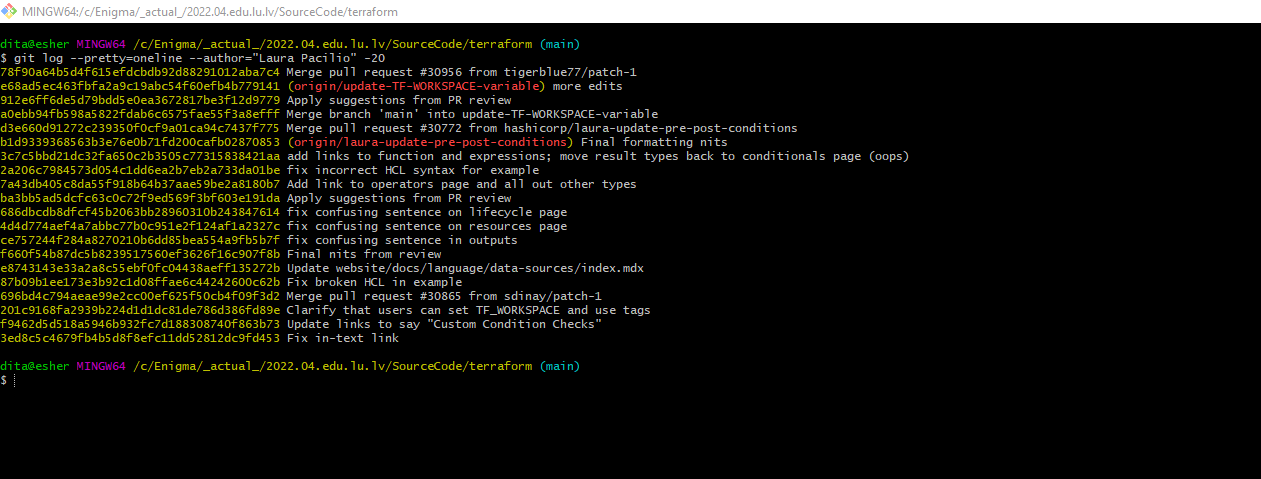 MINGW64:/c/Enigma/_actual_/2022.04.edu.lu.lv/SourceCode/terraform
dita@esher MINGW64 /c/Enigma/_actual_/2022.04.edu.lu.lv/SourceCode/terraform (main)
$ git log --pretty=oneline --author="Laura Pacilio" -20
78f90a64b5d4f615efdcbdb92d88291012aba7c4 Merge pull request #30956 from tigerblue77/patch-1
e68ad5ec463fbfa2a9c19abc54f60efb4b779141 (origin/update-TF-WORKSPACE-variable) more edits
912e6ff6de5d79bdd5e0ea3672817be3f12d9779 Apply suggestions from PR review
a0ebb94fb598a5822fdab6c6575fae55f3a8efff Merge branch 'main' into update-TF-WORKSPACE-variable
d3e660d91272c239350f0cf9a01ca94c7437f775 Merge pull request #30772 from hashicorp/laura-update-pre-post-conditions
b1d9339368563b3e76e0b71fd200cafb02870853 (origin/laura-update-pre-post-conditions) Final formatting nits
3c7c5bbd21dc32fa650c2b3505c77315838421aa add links to function and expressions; move result types back to conditionals page (oops)
2a206c7984573d054c1dd6ea2b7eb2a733da01be fix incorrect HCL syntax for example
7a43db405c8da55f918b64b37aae59be2a8180b7 Add link to operators page and all out other types
ba3bb5ad5dcfc63c0c72f9ed569f3bf603e191da Apply suggestions from PR review
686dbcdb8dfcf45b2063bb28960310b243847614 fix confusing sentence on lifecycle page
4d4d774aef4a7abbc77b0c951e2f124af1a2327c fix confusing sentence on resources page
ce757244f284a8270210b6dd85bea554a9fb5b7f fix confusing sentence in outputs
f660f54b87dc5b8239517560ef3626f16c907f8b Final nits from review
e8743143e33a2a8c55ebf0fc04438aeff135272b Update website/docs/language/data-sources/index.mdx
87b09b1ee173e3b92c1d08ffae6c44242600c62b Fix broken HCL in example
696bd4c794aeae99e2cc00ef625f50cb4f09f3d2 Merge pull request #30865 from sdinay/patch-1
201c9168fa2939b224d1d1dc81de786d386fd89e Clarify that users can set TF_WORKSPACE and use tags
f9462d5d518a5946b932fc7d188308740f863b73 Update links to say "Custom Condition Checks"
3ed8c5c4679fb4b5d8f8efc11dd52812dc9fd453 Fix in-text link
dita@esher MINGW64 /c/Enigma/_actual_/2022.04.edu.lu.lv/SourceCode/terraform (main)
$